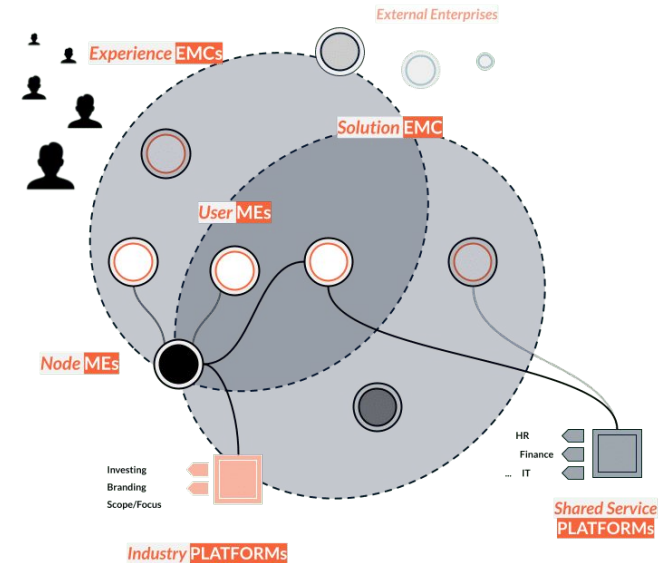 External Enterprises
Experience EMCs
Solution EMC
User MEs
Node MEs
HR
Finance
... IT
Investing
Branding
Scope/Focus
Shared Service
PLATFORMs
Industry PLATFORMs